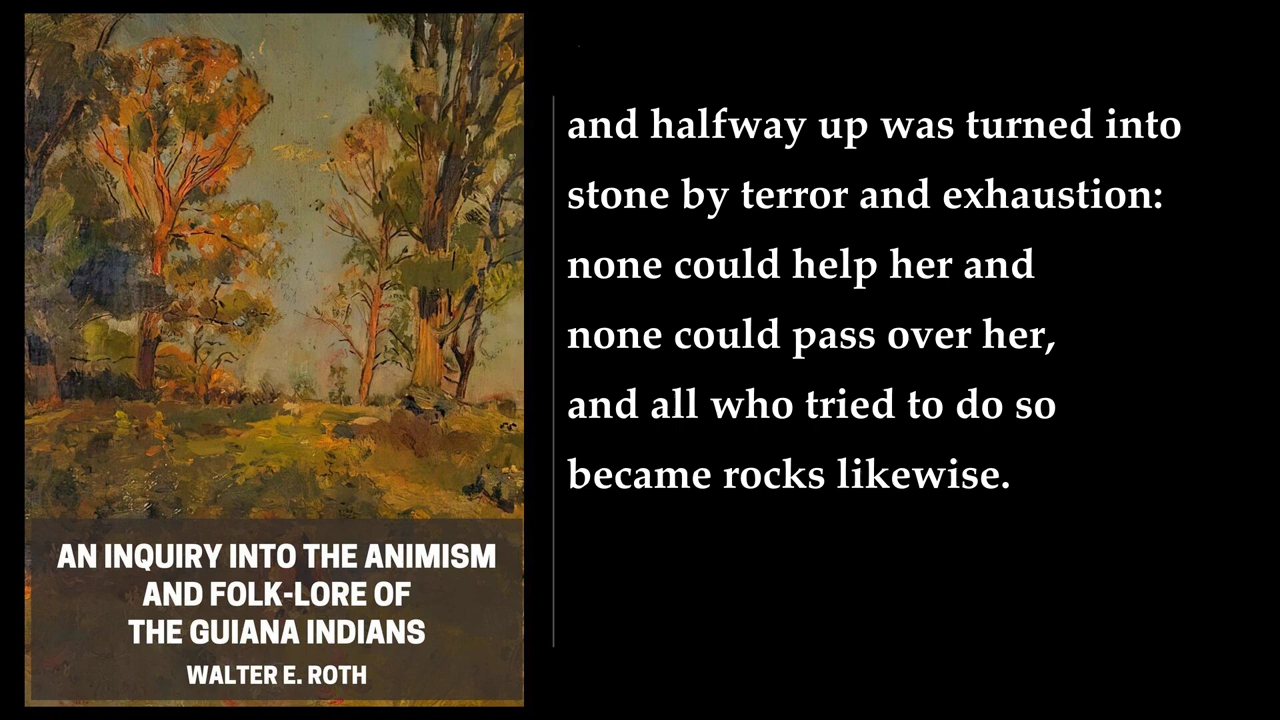 and halfway up was turned into
stone by terror and exhaustion:
none could help her and
none could pass over her,
and all who tried to do so
became rocks likewise.
AN INQUIRY INTO THE ANIMISM
AND FOLK-LORE OF
THE GUIANA INDIANS
WALTER E. ROTH